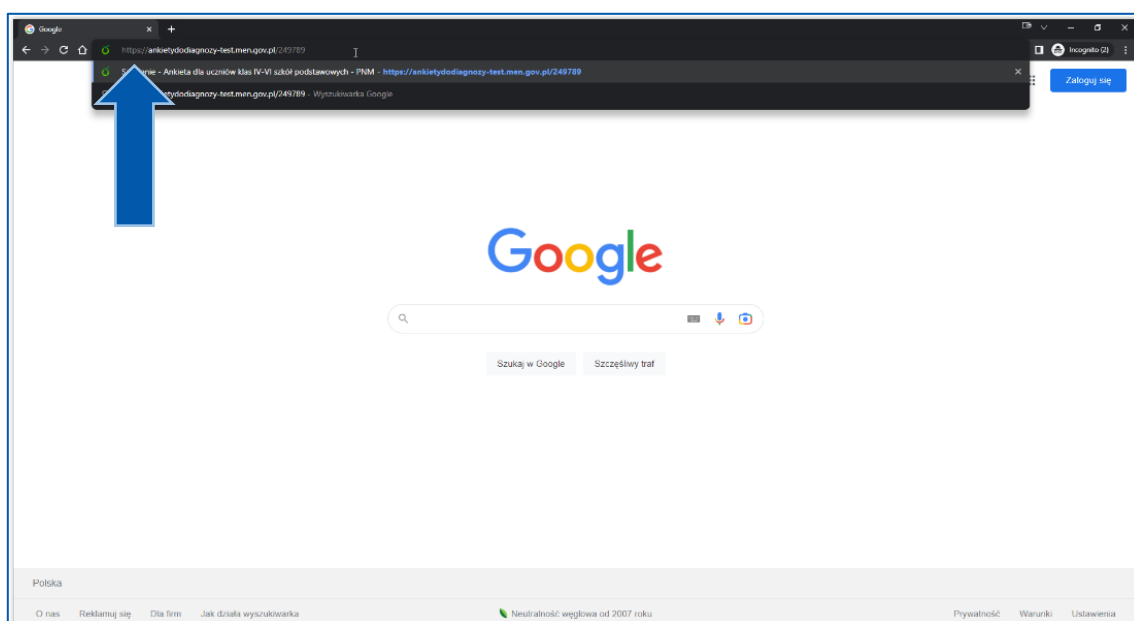 Google
https://ankietydodiagnozy-test.men.gov.pl/249789
Incognito (2)
Ankieta dla uczniów klas IV-VI szkół podstawowych - PNM - https://ankietydodiagnozy-test.men.gov.pl/249789
men.gov.pl/249789 - Wyszukiwarka Google
Zaloguj się
Google
Szukaj w Google
Szczęśliwy traf
Polska
O nas
Reklamuj się
Dla firm
Jak działa wyszukiwarka
Neutralność węglowa od 2007 roku
Prywatność
Warunki
Ustawienia